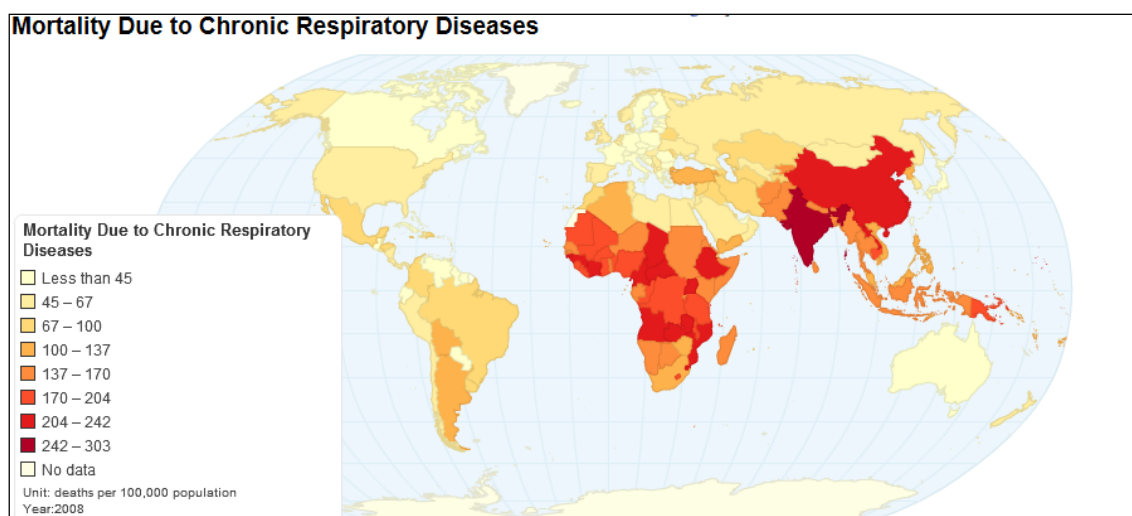 Mortality Due to Chronic Respiratory Diseases
Mortality Due to Chronic Respiratory
Diseases
Less than 45
45 – 67
67 – 100
100 – 137
137 – 170
170 – 204
204 – 242
242 – 303
No data
Unit: deaths per 100,000 population
Year:2008